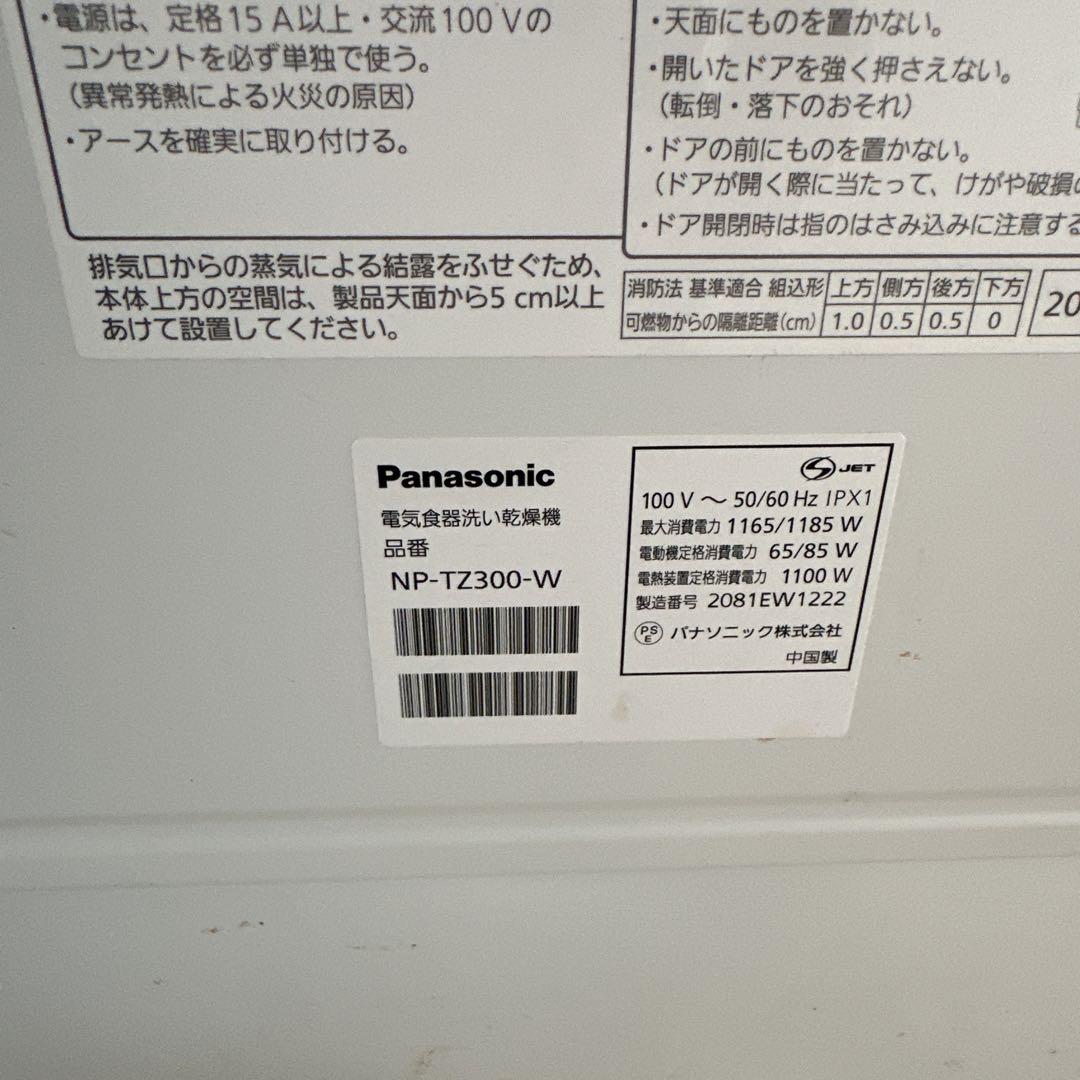 ・電源は、定格15A以上・交流100Vの
コンセントを必ず単独で使う。
(異常発熱による火災の原因)
・アースを確実に取り付ける。
・天面にものを置かない。
・開いたドアを強く押さえない。
(転倒・落下のおそれ)
・ドアの前にものを置かない。
(ドアが開く際に当たって、けがや破損の
・ドア開閉時は指のはさみ込みに注意する
排気口からの蒸気による結露をふせぐため、
本体上方の空間は、製品天面から5cm以上
あけて設置してください。
消防法 基準適合 組込形 上方 側方 後方 下方
可燃物からの隔離距離(cm) 1.0 0.5 0.5 0
20
Panasonic
電気食器洗い乾燥機
品番
NP-TZ300-W
S JET
100 V ～ 50/60 Hz IPX1
最大消費電力 1165/1185 W
電動機定格消費電力 65/85 W
電熱装置定格消費電力 1100 W
製造番号 2081EW1222
PSE パナソニック株式会社
中国製